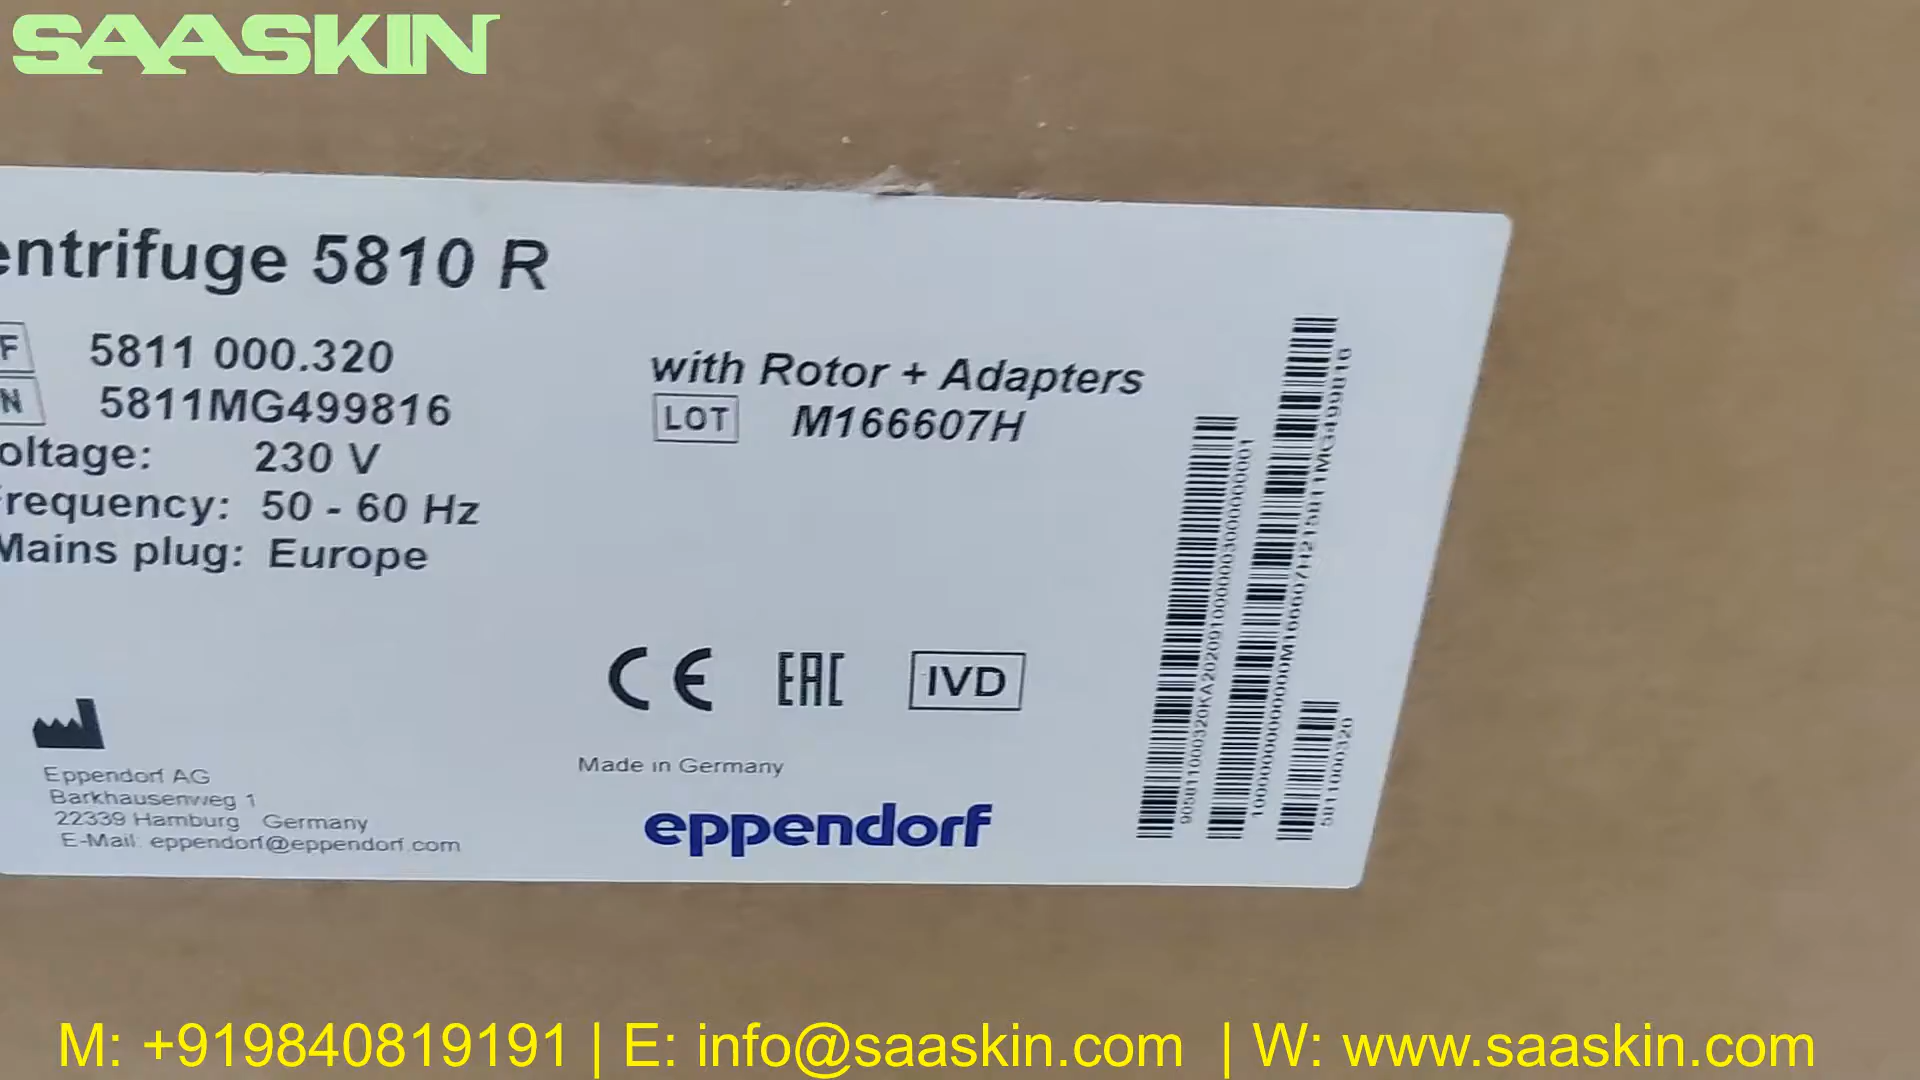 SAASKIN
entrifuge 5810 R
F 5811 000.320
N 5811MG499816
oltage: 230 V
requency: 50 - 60 Hz
Mains plug: Europe
with Rotor + Adapters
LOT M166607H
CE EAC IVD
Made in Germany
eppendorf
Eppendorf AG
Barkhausenweg 1
22339 Hamburg Germany
E-Mail: eppendorf@eppendorf.com
5811000320
M: +919840819191 | E: info@saaskin.com | W: www.saaskin.com